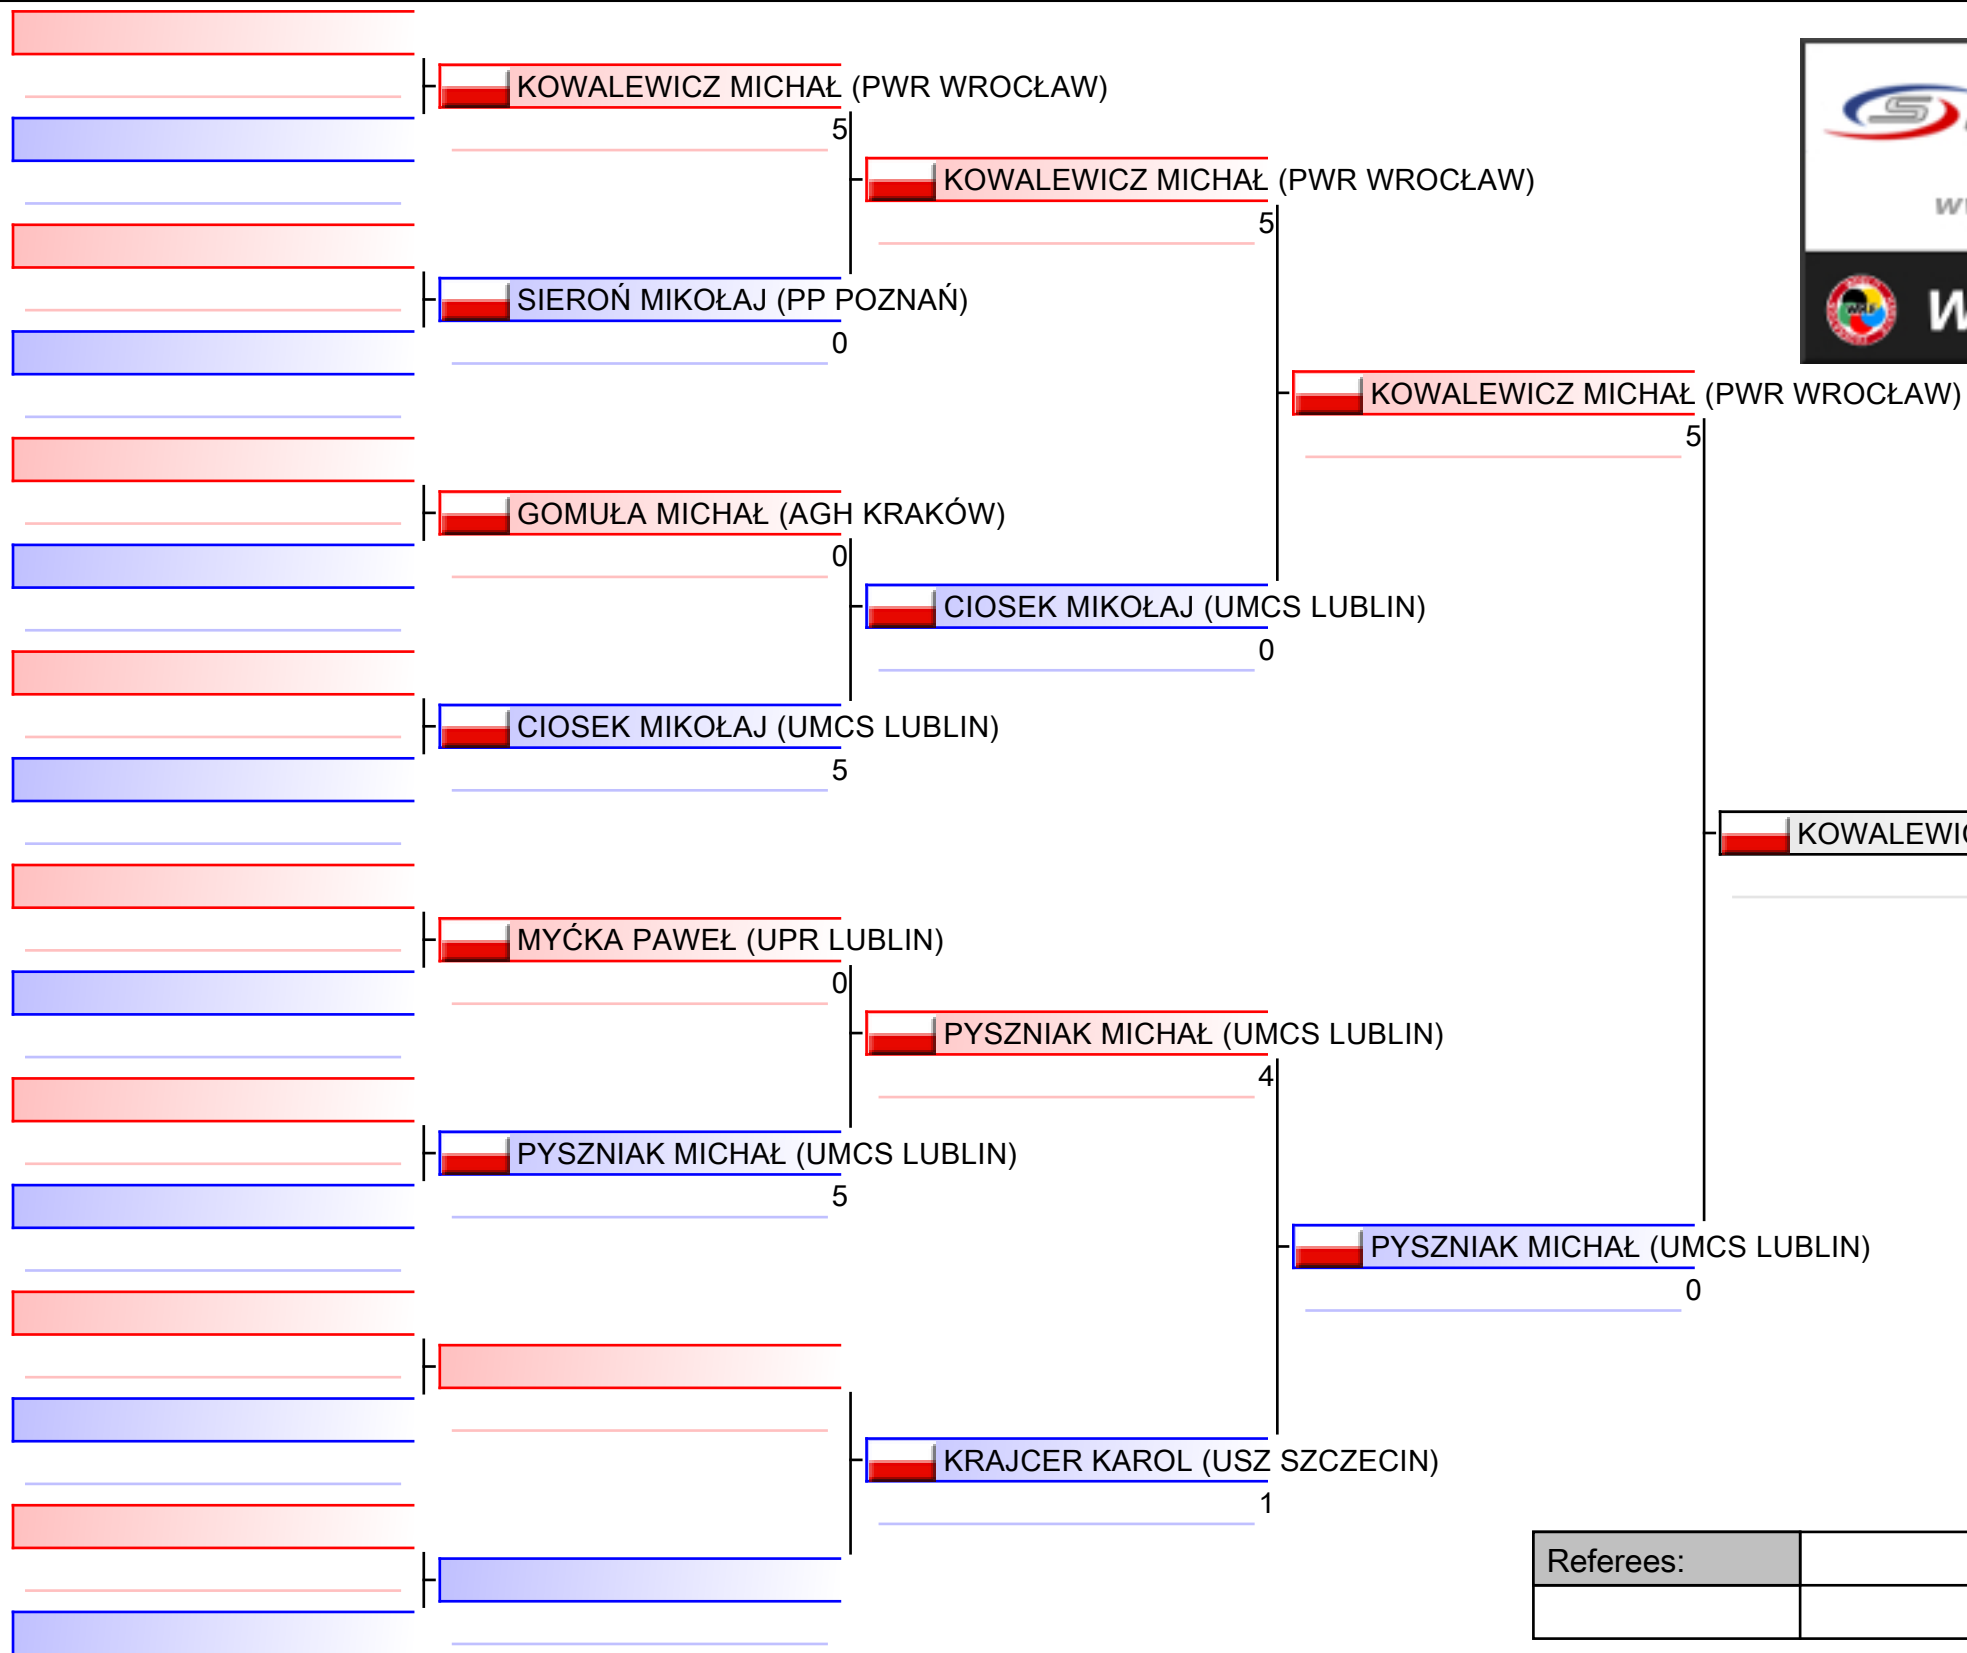 KOWALEWICZ MICHAŁ (PWR WROCŁAW)
5
KOWALEWICZ MICHAŁ (PWR WROCŁAW)
5
SIEROŃ MIKOŁAJ (PP POZNAŃ)
0
KOWALEWICZ MICHAŁ (PWR WROCŁAW)
5
GOMUŁA MICHAŁ (AGH KRAKÓW)
0
CIOSEK MIKOŁAJ (UMCS LUBLIN)
0
CIOSEK MIKOŁAJ (UMCS LUBLIN)
5
KOWALEWIC
MYĆKA PAWEŁ (UPR LUBLIN)
0
PYSZNIAK MICHAŁ (UMCS LUBLIN)
4
PYSZNIAK MICHAŁ (UMCS LUBLIN)
5
PYSZNIAK MICHAŁ (UMCS LUBLIN)
0
KRAJCER KAROL (USZ SZCZECIN)
1
Referees: